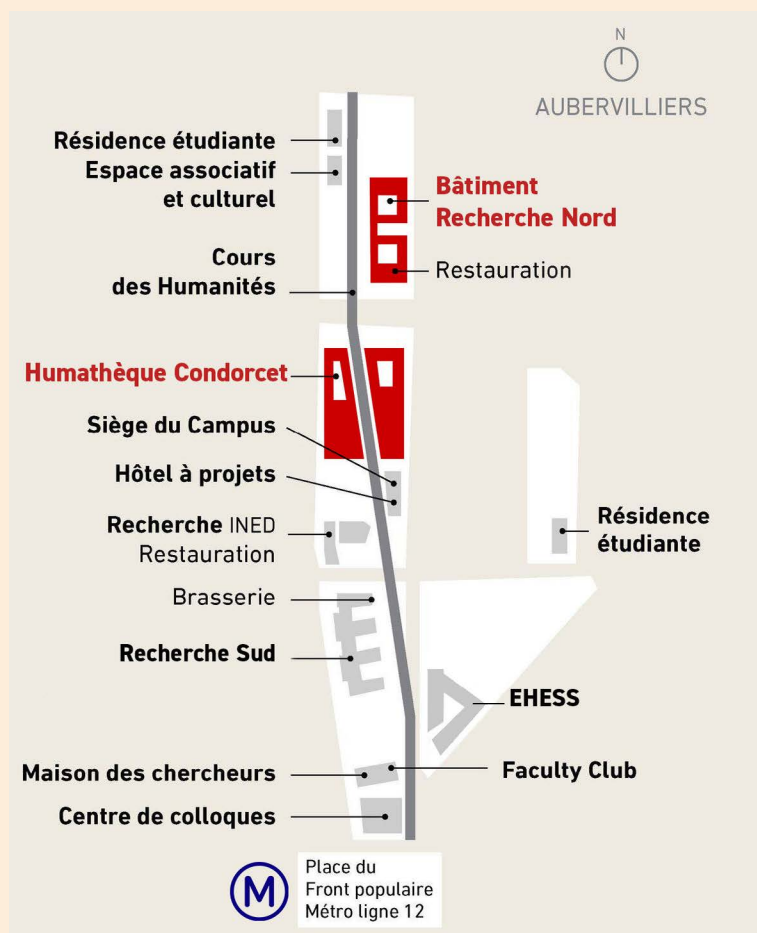 N
AUBERVILLIERS
Résidence étudiante
Espace associatif
et culturel
Bâtiment
Recherche Nord
Restauration
Cours
des Humanités
Humathèque Condorcet
Siège du Campus
Hôtel à projets
Recherche INED
Restauration
Résidence
étudiante
Brasserie
Recherche Sud
EHESS
Maison des chercheurs
Faculty Club
Centre de colloques
M
Place du
Front populaire
Métro ligne 12